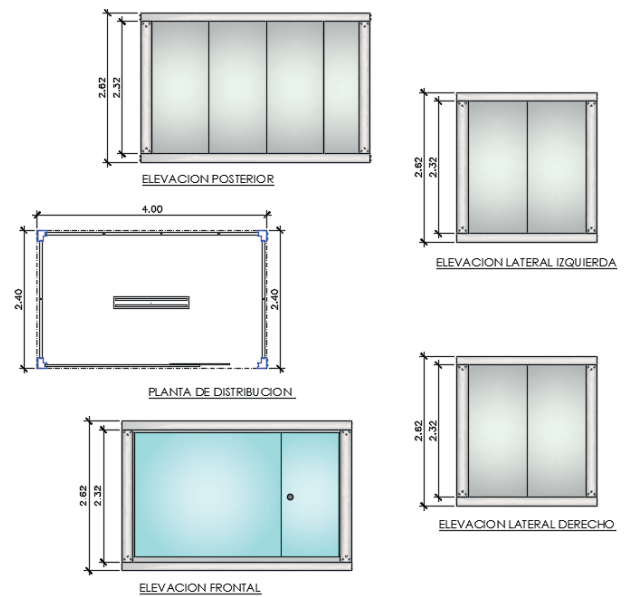 2.62
2.32
ELEVACION POSTERIOR
2.62
2.32
ELEVACION LATERAL IZQUIERDA
4.00
2.40
2.40
PLANTA DE DISTRIBUCION
2.62
2.32
ELEVACION LATERAL DERECHO
2.62
2.32
ELEVACION FRONTAL